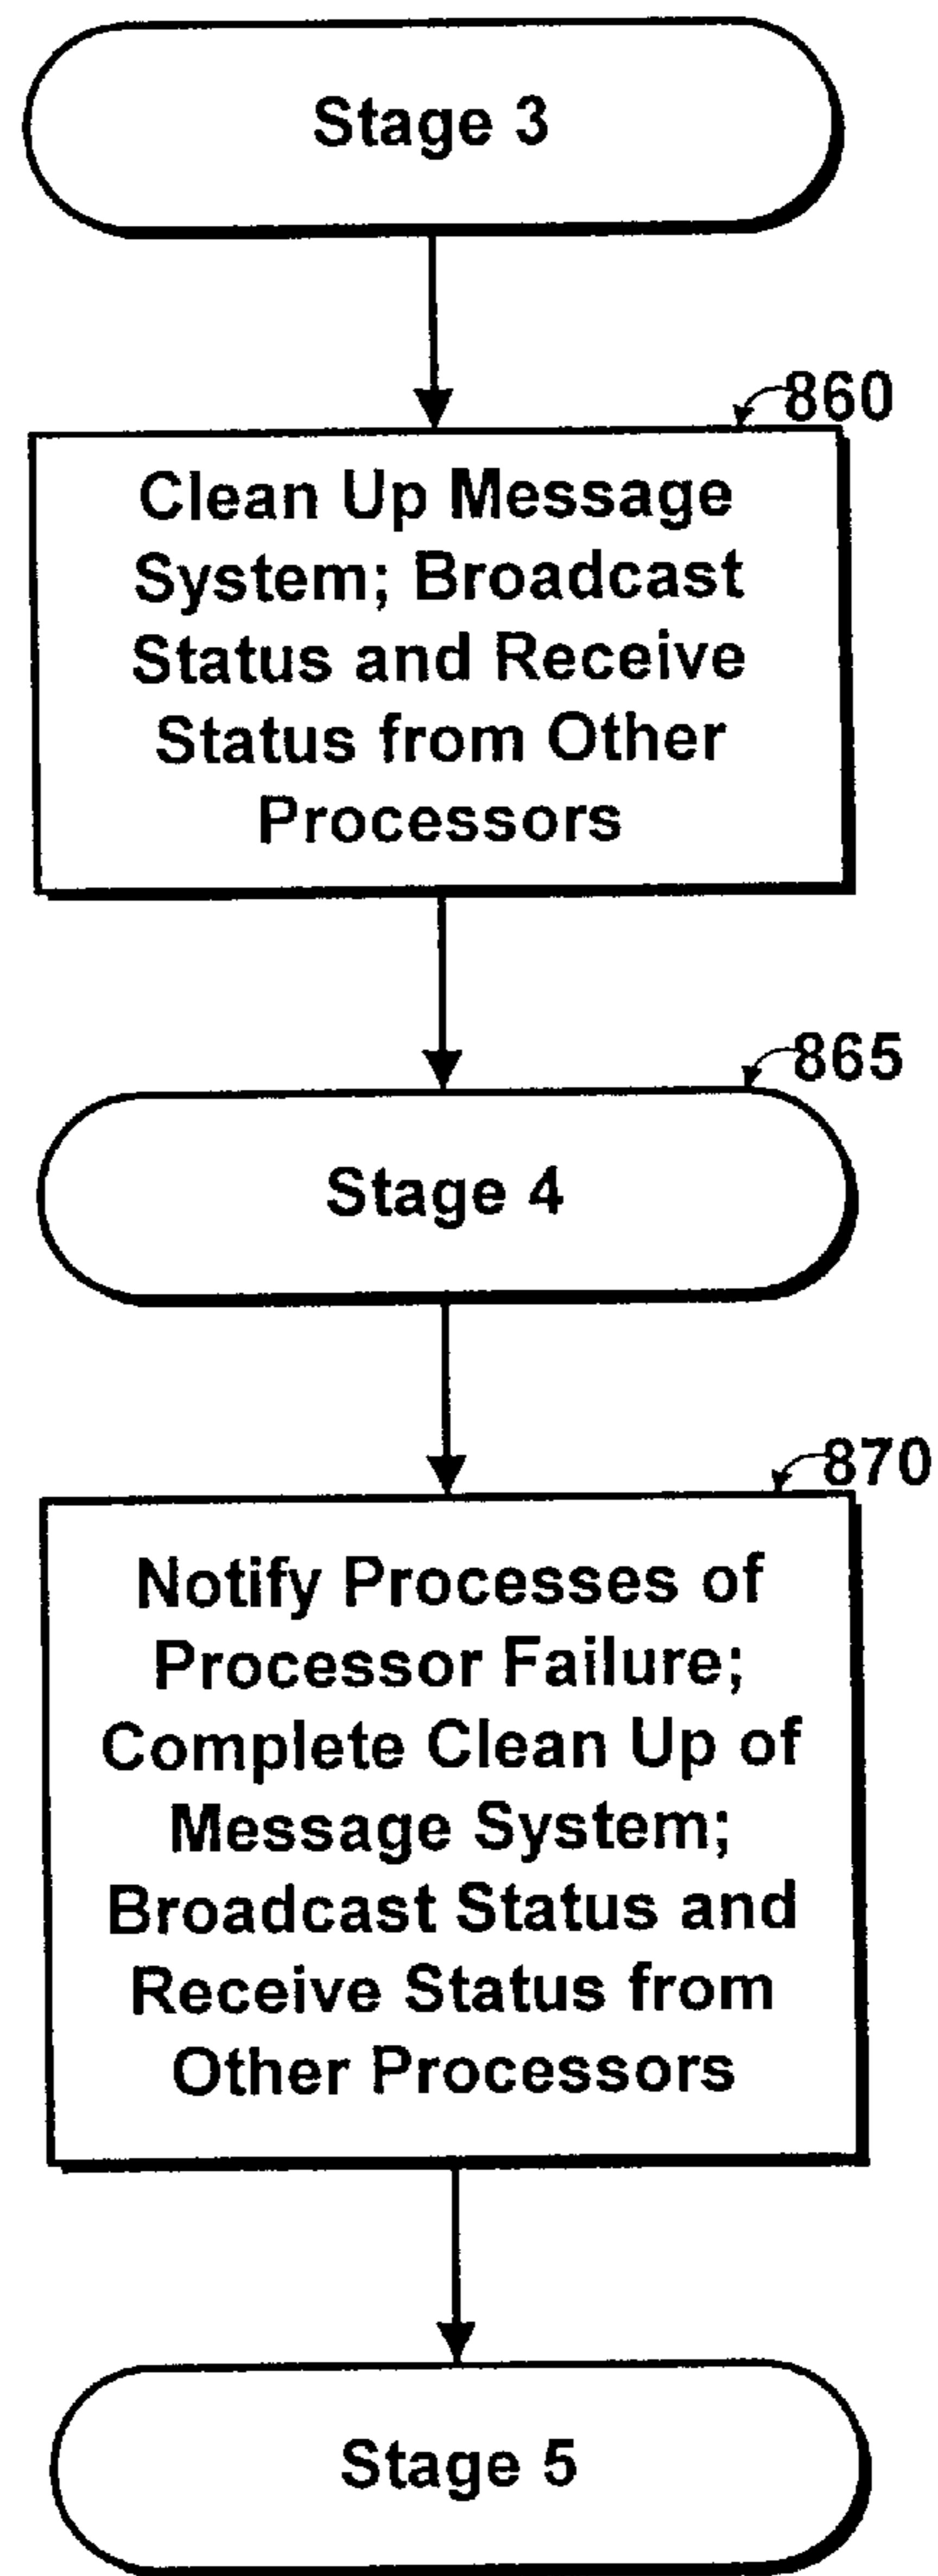 Stage 3
860
Clean Up Message
System; Broadcast
Status and Receive
Status from Other
Processors
865
Stage 4
870
Notify Processes of
Processor Failure;
Complete Clean Up of
Message System;
Broadcast Status and
Receive Status from
Other Processors
Stage 5